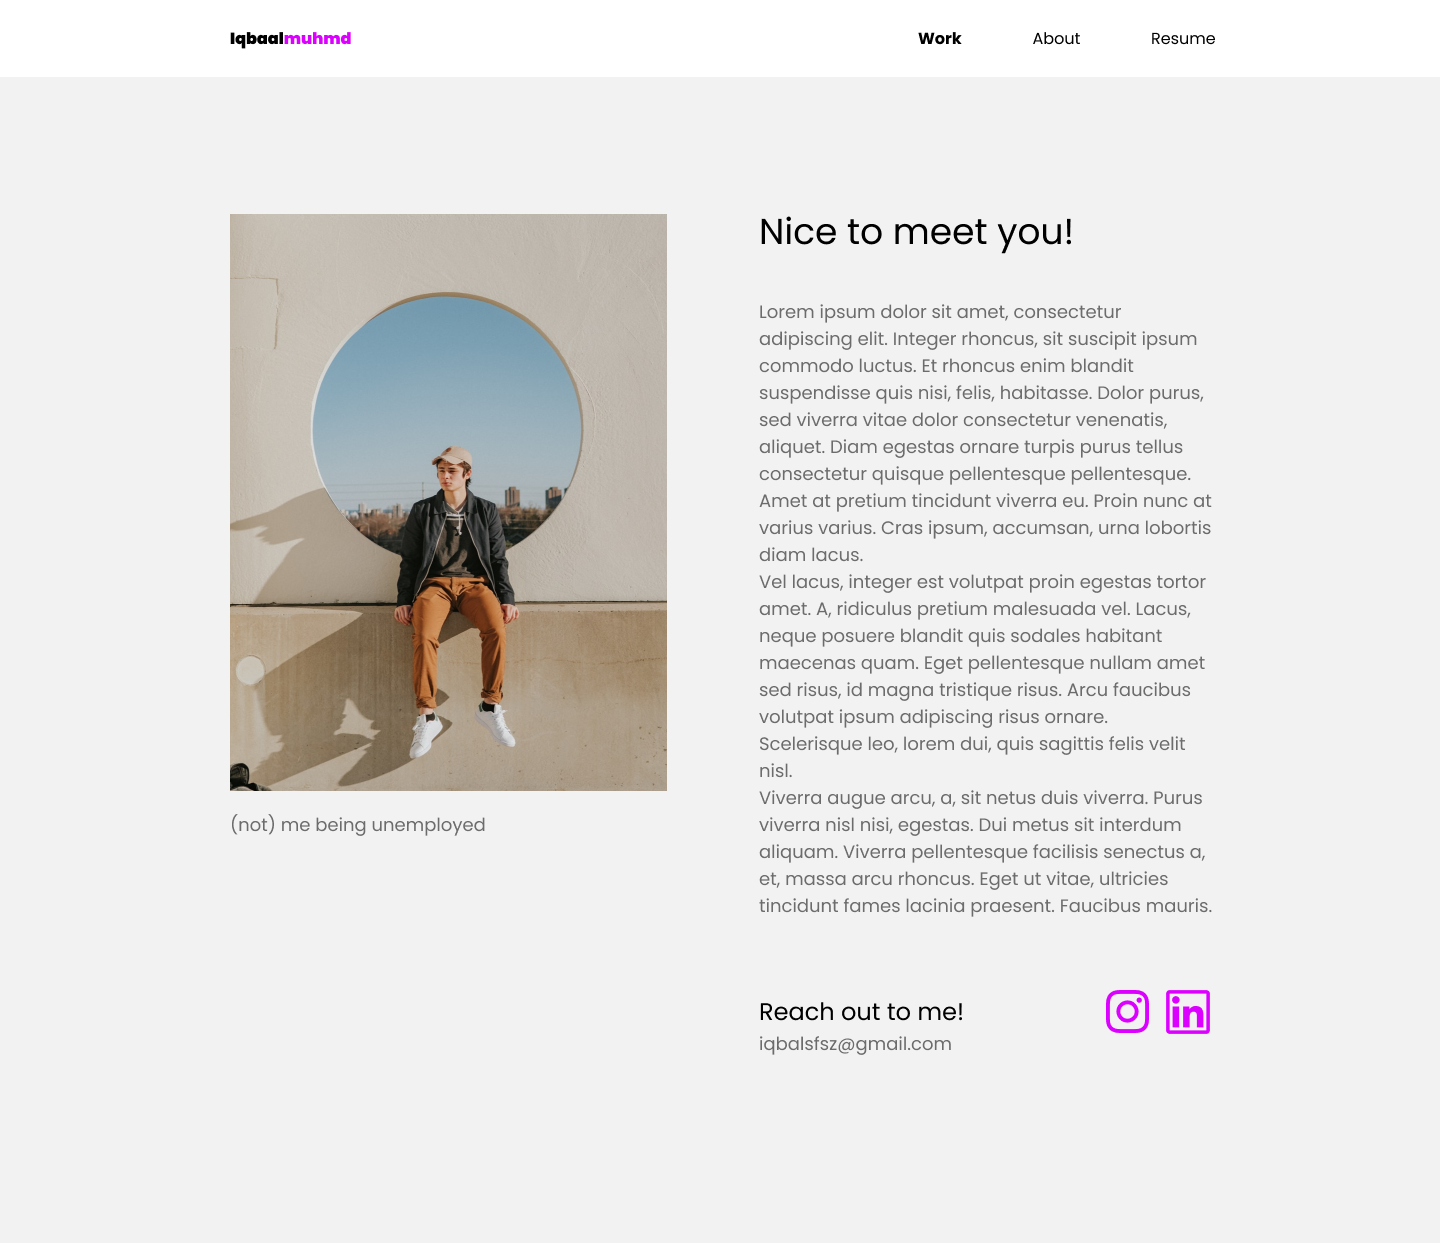 Iqbaalmuhmd
Work About Resume
Nice to meet you!
Lorem ipsum dolor sit amet, consectetur
adipiscing elit. Integer rhoncus, sit suscipit ipsum
commodo luctus. Et rhoncus enim blandit
suspendisse quis nisi, felis, habitasse. Dolor purus,
sed viverra vitae dolor consectetur venenatis,
aliquet. Diam egestas ornare turpis purus tellus
consectetur quisque pellentesque pellentesque.
Amet at pretium tincidunt viverra eu. Proin nunc at
varius varius. Cras ipsum, accumsan, urna lobortis
diam lacus.
Vel lacus, integer est volutpat proin egestas tortor
amet. A, ridiculus pretium malesuada vel. Lacus,
neque posuere blandit quis sodales habitant
maecenas quam. Eget pellentesque nullam amet
sed risus, id magna tristique risus. Arcu faucibus
volutpat ipsum adipiscing risus ornare.
Scelerisque leo, lorem dui, quis sagittis felis velit
nisl.
Viverra augue arcu, a, sit netus duis viverra. Purus
viverra nisl nisi, egestas. Dui metus sit interdum
aliquam. Viverra pellentesque facilisis senectus a,
et, massa arcu rhoncus. Eget ut vitae, ultricies
tincidunt fames lacinia praesent. Faucibus mauris.
(not) me being unemployed
Reach out to me!
iqbalsfsz@gmail.com
in